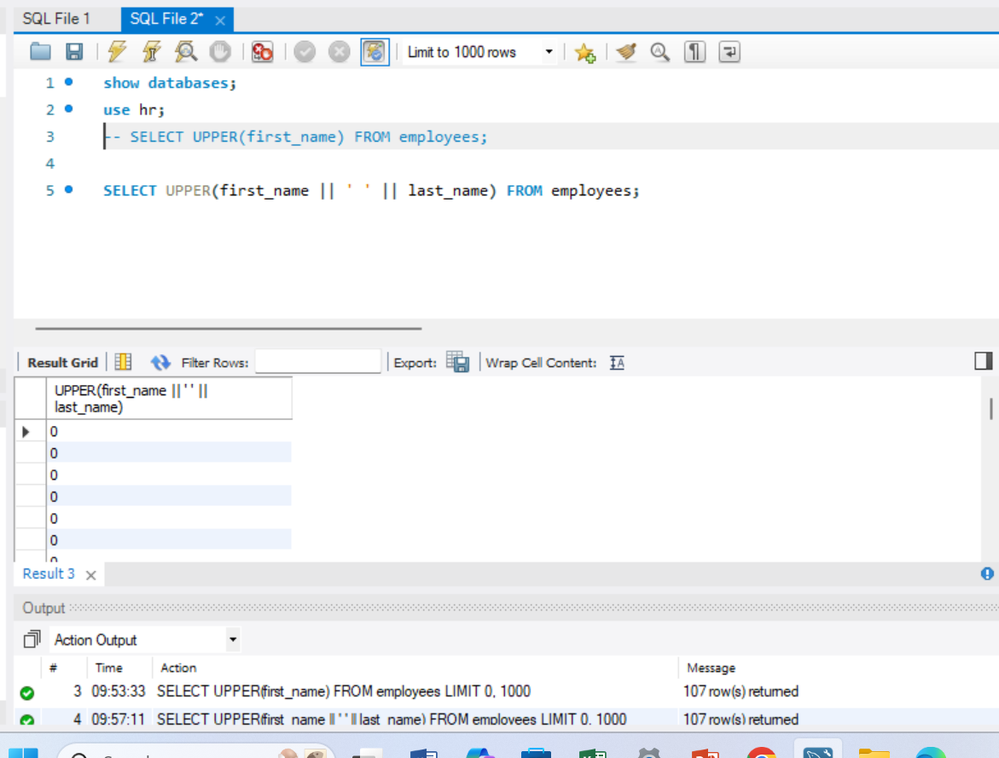 SQL File 1 SQL File 2*
Limit to 1000 rows
1 show databases;
2 use hr;
3 -- SELECT UPPER(first_name) FROM employees;
4
5 SELECT UPPER(first_name || ' ' || last_name) FROM employees;
Result Grid Filter Rows: Export: Wrap Cell Content:
UPPER(first_name || ' ' ||
last_name)
0
0
0
0
0
0
0
Result 3
Output
Action Output
# Time Action Message
3 09:53:33 SELECT UPPER(first_name) FROM employees LIMIT 0, 1000 107 row(s) returned
4 09:57:11 SELECT UPPER(first_name || ' ' || last_name) FROM employees LIMIT 0, 1000 107 row(s) returned